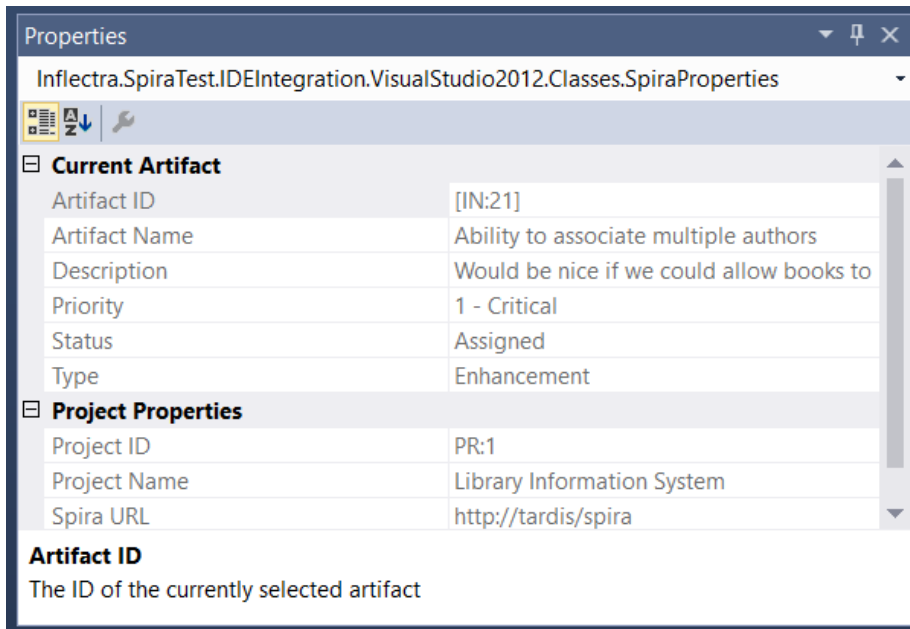 Properties
Inflectra.SpiraTest.IDEIntegration.VisualStudio2012.Classes.SpiraProperties
Current Artifact
Artifact ID [IN:21]
Artifact Name Ability to associate multiple authors
Description Would be nice if we could allow books to
Priority 1 - Critical
Status Assigned
Type Enhancement
Project Properties
Project ID PR:1
Project Name Library Information System
Spira URL http://tardis/spira
Artifact ID
The ID of the currently selected artifact